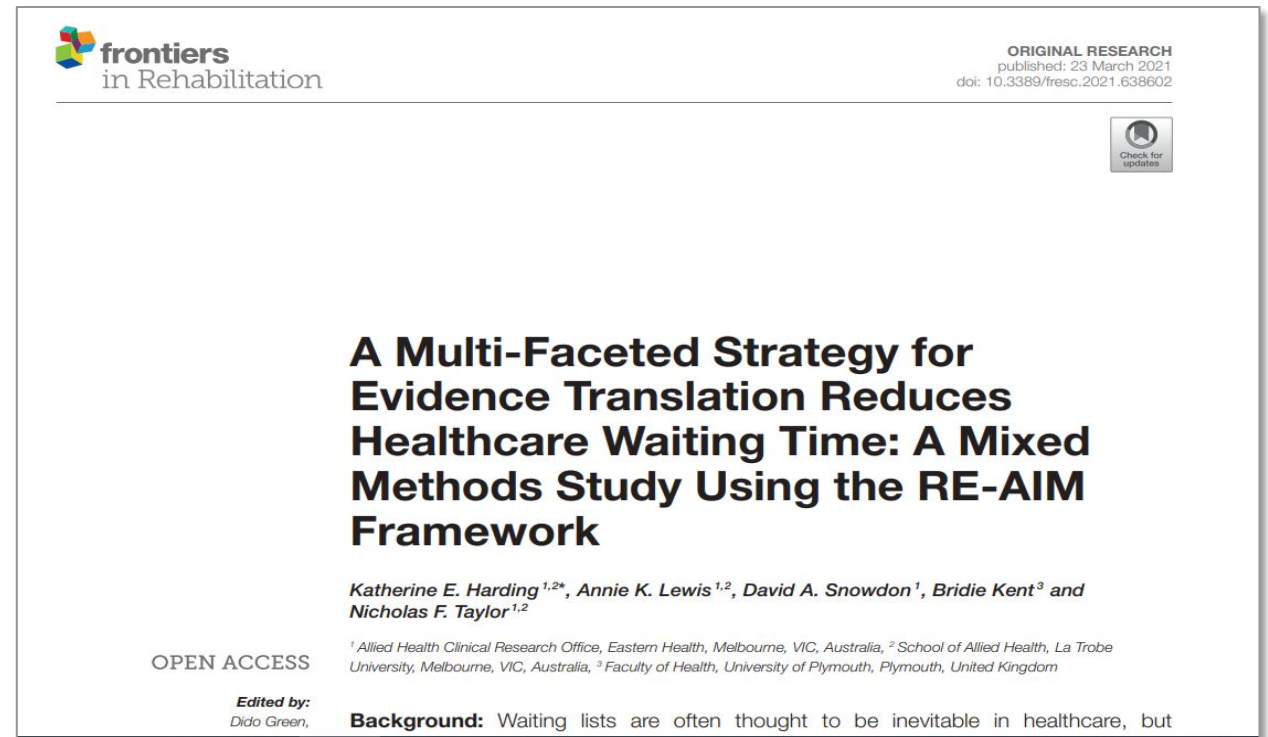 frontiers
in Rehabilitation
ORIGINAL RESEARCH
published: 23 March 2021
doi: 10.3389/fresc.2021.638602
Check for
updates
A Multi-Faceted Strategy for
Evidence Translation Reduces
Healthcare Waiting Time: A Mixed
Methods Study Using the RE-AIM
Framework
Katherine E. Harding 1,2*, Annie K. Lewis 1,2, David A. Snowdon 1, Bridie Kent 3 and
Nicholas F. Taylor 1,2
1 Allied Health Clinical Research Office, Eastern Health, Melbourne, VIC, Australia, 2 School of Allied Health, La Trobe
University, Melbourne, VIC, Australia, 3 Faculty of Health, University of Plymouth, Plymouth, United Kingdom
OPEN ACCESS
Edited by:
Dido Green,
Background: Waiting lists are often thought to be inevitable in healthcare, but